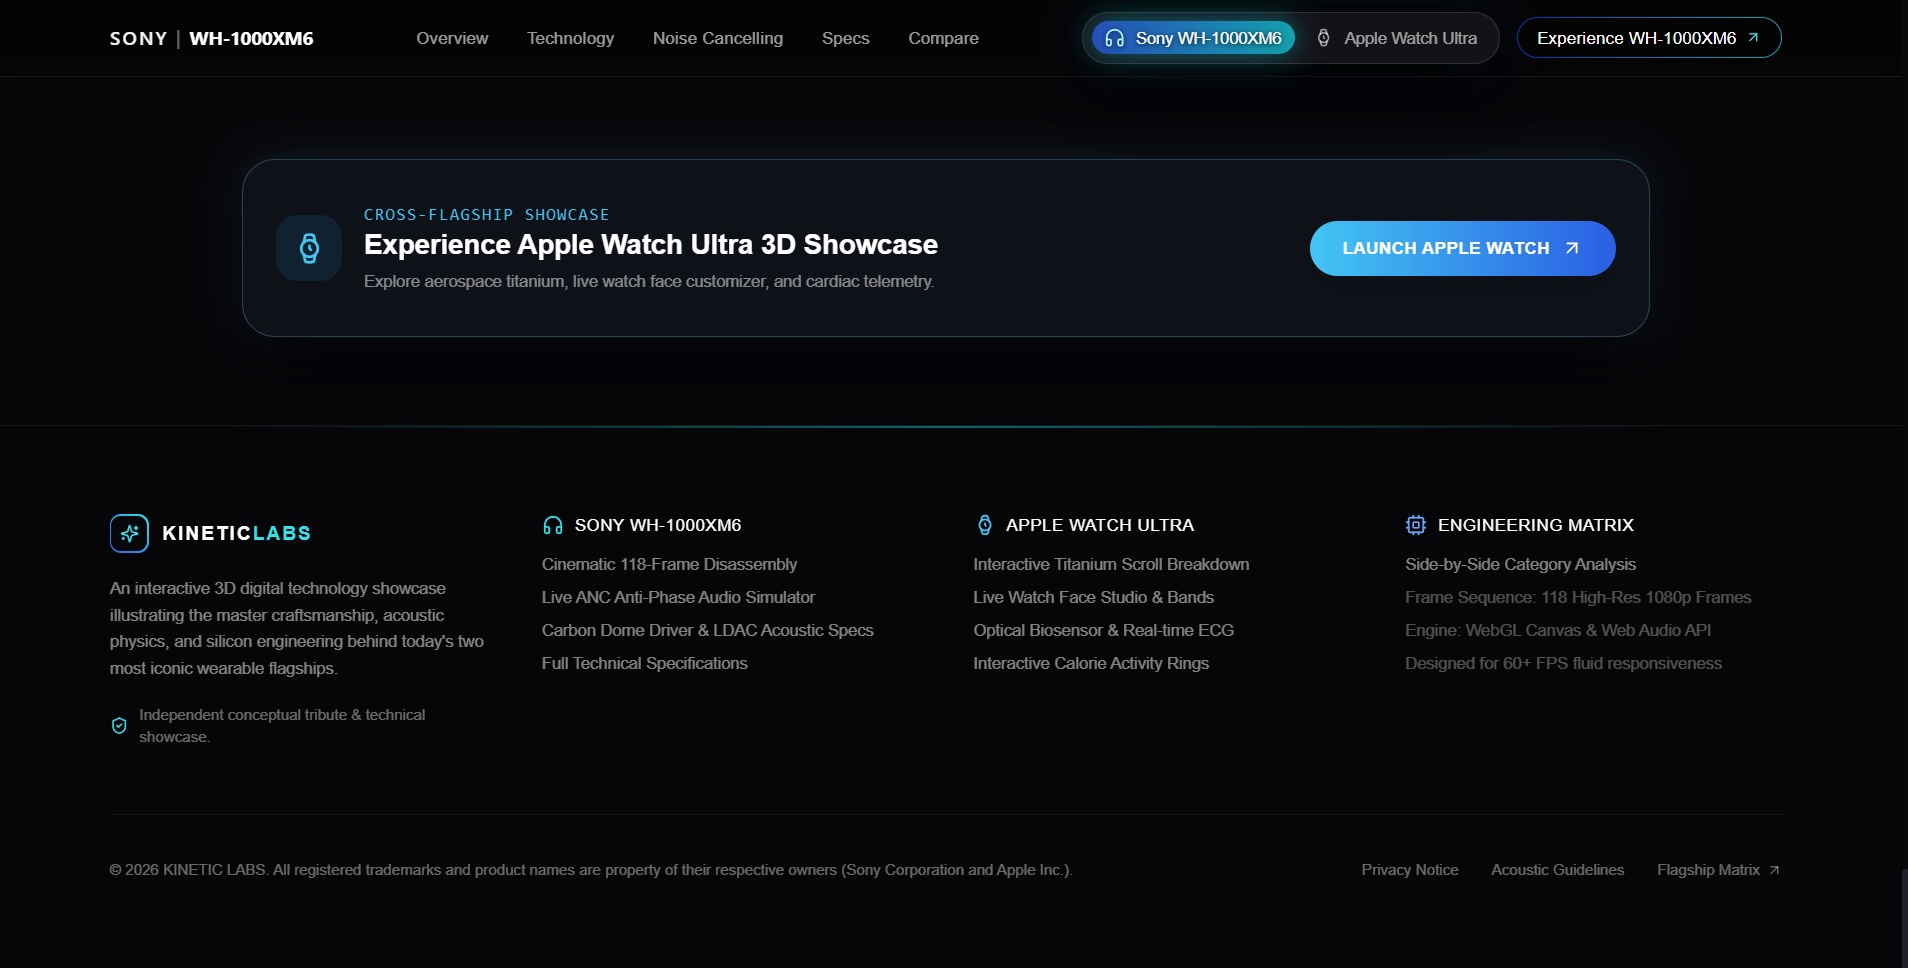 SONY | WH-1000XM6
Overview
Technology
Noise Cancelling
Specs
Compare
Sony WH-1000XM6
Apple Watch Ultra
Experience WH-1000XM6
CROSS-FLAGSHIP SHOWCASE
Experience Apple Watch Ultra 3D Showcase
Explore aerospace titanium, live watch face customizer, and cardiac telemetry.
LAUNCH APPLE WATCH
KINETICLABS
An interactive 3D digital technology showcase
illustrating the master craftsmanship, acoustic
physics, and silicon engineering behind today's two
most iconic wearable flagships.
Independent conceptual tribute & technical
showcase.
SONY WH-1000XM6
Cinematic 118-Frame Disassembly
Live ANC Anti-Phase Audio Simulator
Carbon Dome Driver & LDAC Acoustic Specs
Full Technical Specifications
APPLE WATCH ULTRA
Interactive Titanium Scroll Breakdown
Live Watch Face Studio & Bands
Optical Biosensor & Real-time ECG
Interactive Calorie Activity Rings
ENGINEERING MATRIX
Side-by-Side Category Analysis
Frame Sequence: 118 High-Res 1080p Frames
Engine: WebGL Canvas & Web Audio API
Designed for 60+ FPS fluid responsiveness
© 2026 KINETIC LABS. All registered trademarks and product names are property of their respective owners (Sony Corporation and Apple Inc.).
Privacy Notice
Acoustic Guidelines
Flagship Matrix